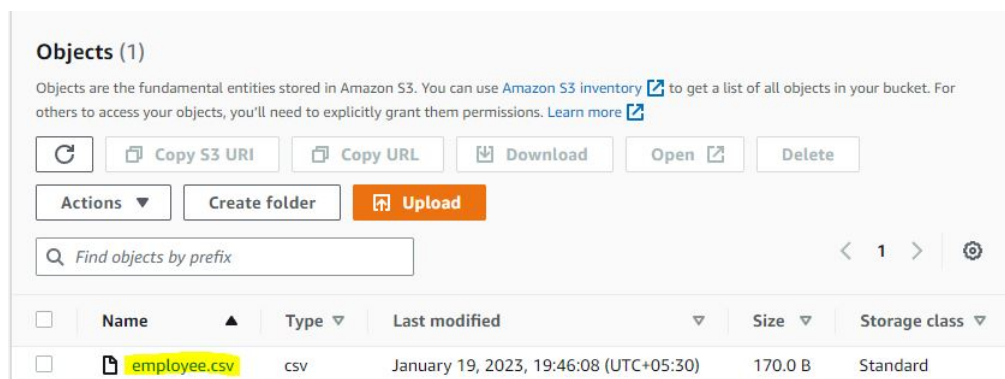 Objects (1)
Objects are the fundamental entities stored in Amazon S3. You can use Amazon S3 inventory to get a list of all objects in your bucket. For
others to access your objects, you'll need to explicitly grant them permissions. Learn more
Copy S3 URI Copy URL Download Open Delete
Actions Create folder Upload
Find objects by prefix 1
Name Type Last modified Size Storage class
employee.csv csv January 19, 2023, 19:46:08 (UTC+05:30) 170.0 B Standard